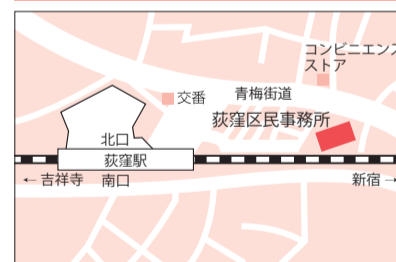 コンビニエンス
ストア
交番
青梅街道
荻窪区民事務所
北口
荻窪駅
←吉祥寺
南口
新宿→